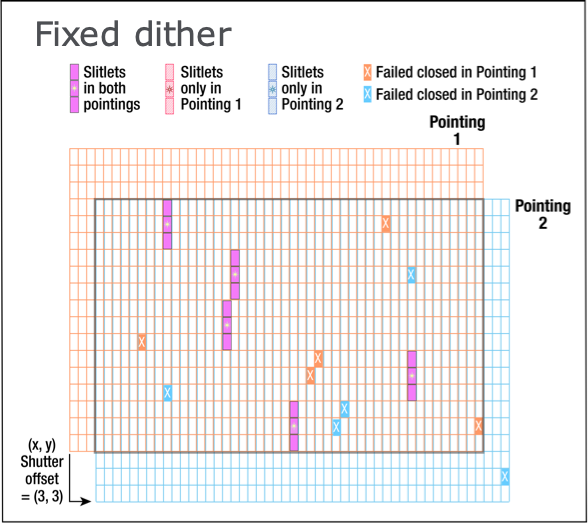 Fixed dither
Slitlets
in both
pointings
Slitlets
only in
Pointing 1
Slitlets
only in
Pointing 2
X Failed closed in Pointing 1
X Failed closed in Pointing 2
Pointing
1
Pointing
2
X
X
X
X
X
X
X
X
X
X
(x, y)
Shutter
offset
= (3, 3)